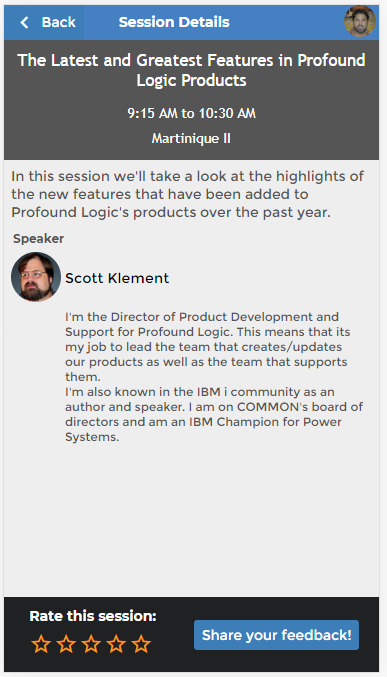 Back
Session Details
The Latest and Greatest Features in Profound
Logic Products
9:15 AM to 10:30 AM
Martinique II
In this session we'll take a look at the highlights of
the new features that have been added to
Profound Logic's products over the past year.
Speaker
Scott Klement
I'm the Director of Product Development and
Support for Profound Logic. This means that its
my job to lead the team that creates/updates
our products as well as the team that supports
them.
I'm also known in the IBM i community as an
author and speaker. I am on COMMON's board of
directors and am an IBM Champion for Power
Systems.
Rate this session:
Share your feedback!